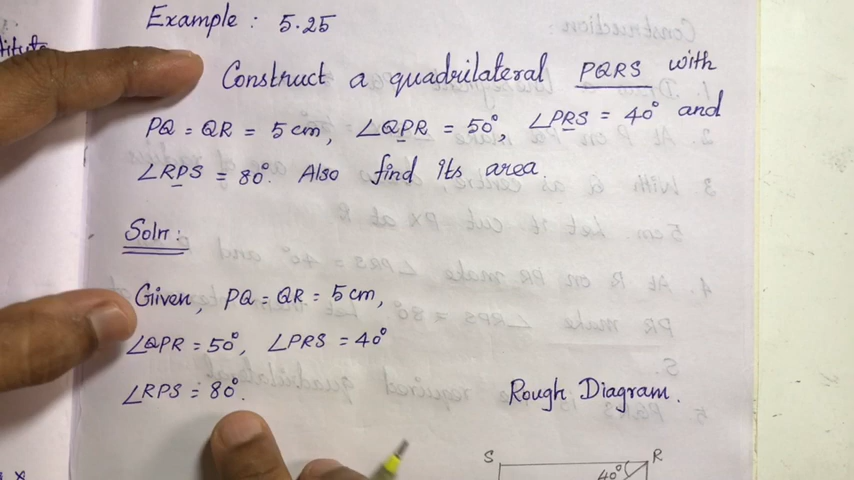 Example : 5.25
Construct a quadrilateral PQRS with
PQ = QR = 5 cm, ∠QPR = 50°, ∠PRS = 40° and
∠RPS = 80°. Also find its area.
Soln:
Given, PQ = QR = 5 cm,
∠QPR = 50°, ∠PRS = 40°
∠RPS = 80°.
Rough Diagram.
S R
40°